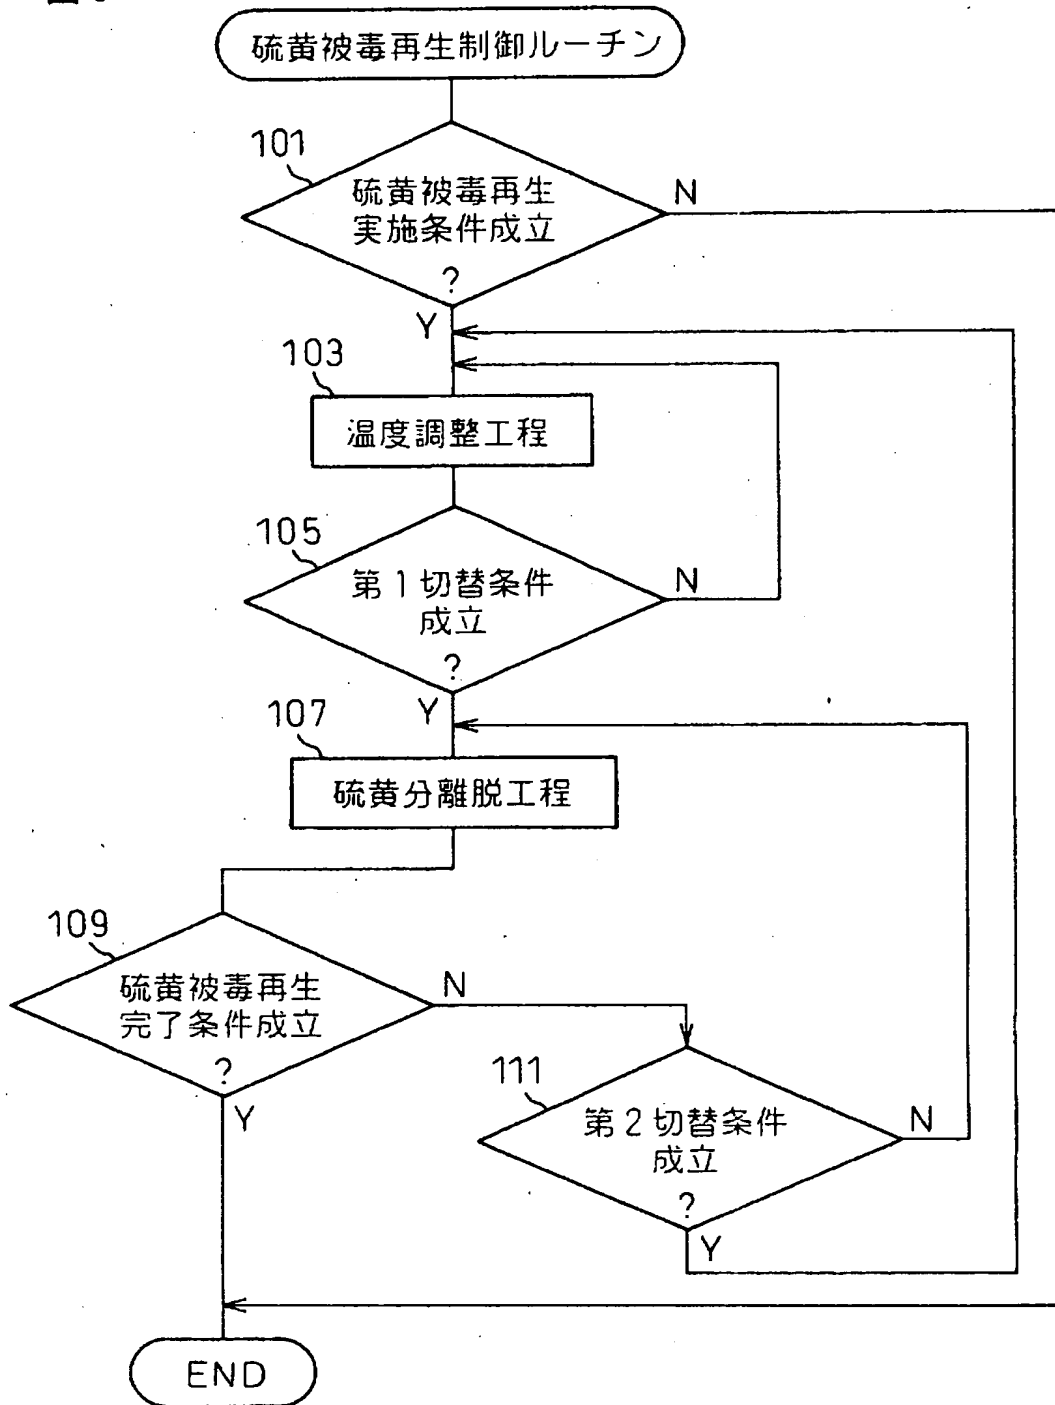 硫黄被毒再生制御ルーチン
101
硫黄被毒再生
実施条件成立
?
N
Y
103
温度調整工程
105
第1切替条件
成立
?
N
Y
107
硫黄分離脱工程
109
硫黄被毒再生
完了条件成立
?
N
Y
111
第2切替条件
成立
?
N
Y
END